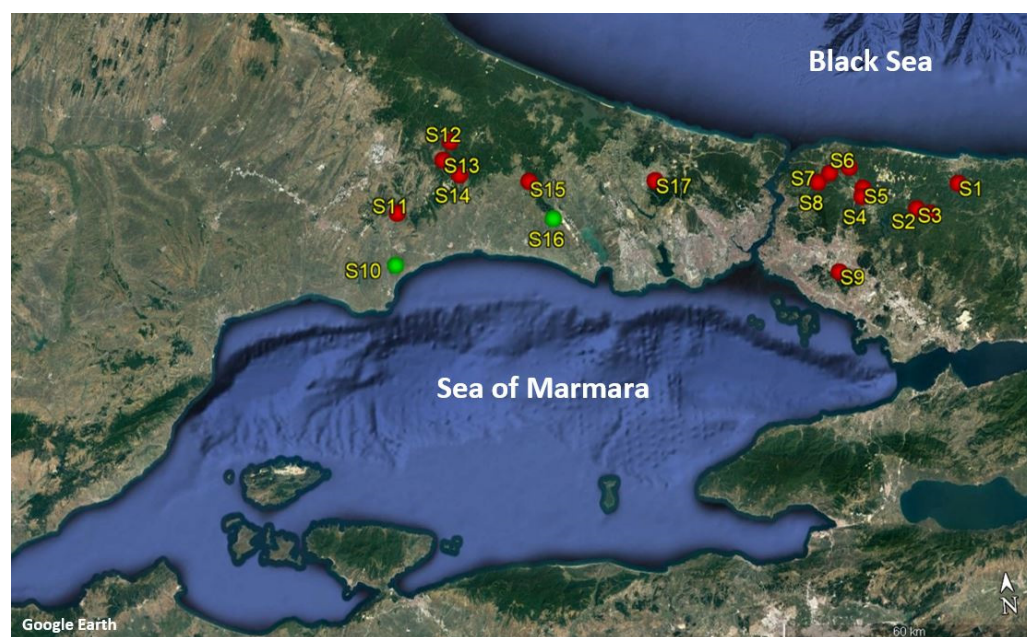 Black Sea
S12
S13
S14
S15
S17
S6
S7
S8
S5
S4
S1
S2
S3
S11
S16
S10
S9
Sea of Marmara
N
Google Earth
60 km